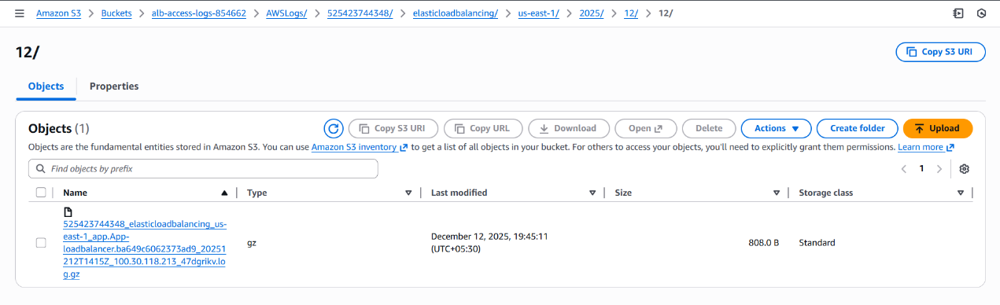 Amazon S3 > Buckets > alb-access-logs-854662 > AWSLogs/ > 525423744348/ > elasticloadbalancing/ > us-east-1/ > 2025/ > 12/ > 12/
12/
Copy S3 URI
Objects Properties
Objects (1)
Copy S3 URI Copy URL Download Open Delete Actions Create folder Upload
Objects are the fundamental entities stored in Amazon S3. You can use Amazon S3 inventory to get a list of all objects in your bucket. For others to access your objects, you'll need to explicitly grant them permissions. Learn more
Find objects by prefix
1
Name Type Last modified Size Storage class
525423744348_elasticloadbalancing_us-
east-1_app.App-
loadbalancer.ba649c6062373ad9_20251
212T1415Z_100.30.118.213_47dgrikv.lo
g.gz
gz
December 12, 2025, 19:45:11
(UTC+05:30)
808.0 B
Standard